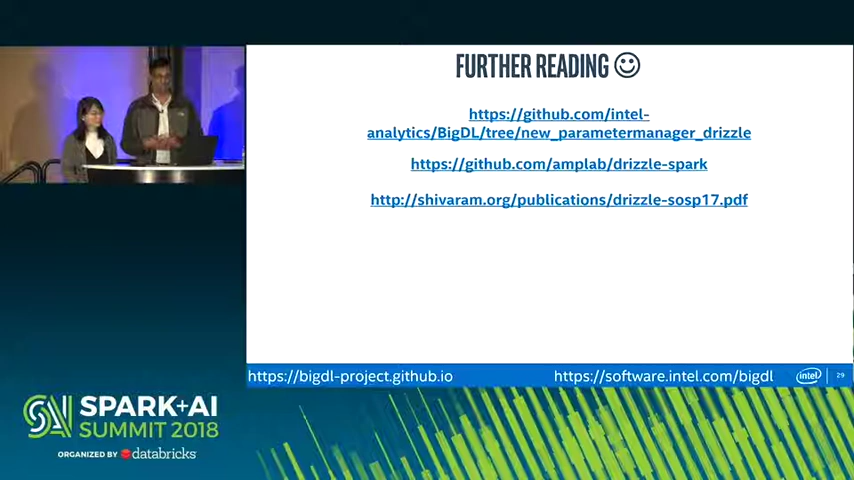 FURTHER READING ☺
https://github.com/intel-
analytics/BigDL/tree/new_parametermanager_drizzle
https://github.com/amplab/drizzle-spark
http://shivaram.org/publications/drizzle-sosp17.pdf
https://bigdl-project.github.io
https://software.intel.com/bigdl
intel
29
SAI
SPARK+AI
SUMMIT 2018
ORGANIZED BY databricks